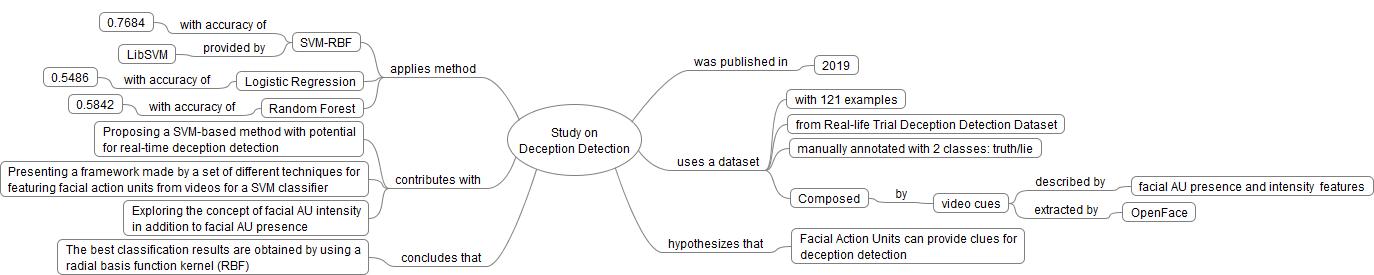 Study on
Deception Detection
applies method
SVM-RBF
with accuracy of
0.7684
provided by
LibSVM
Logistic Regression
with accuracy of
0.5486
Random Forest
with accuracy of
0.5842
contributes with
Proposing a SVM-based method with potential
for real-time deception detection
Presenting a framework made by a set of different techniques for
featuring facial action units from videos for a SVM classifier
Exploring the concept of facial AU intensity
in addition to facial AU presence
concludes that
The best classification results are obtained by using a
radial basis function kernel (RBF)
was published in
2019
uses a dataset
with 121 examples
from Real-life Trial Deception Detection Dataset
manually annotated with 2 classes: truth/lie
Composed
by
video cues
described by
facial AU presence and intensity features
extracted by
OpenFace
hypothesizes that
Facial Action Units can provide clues for
deception detection